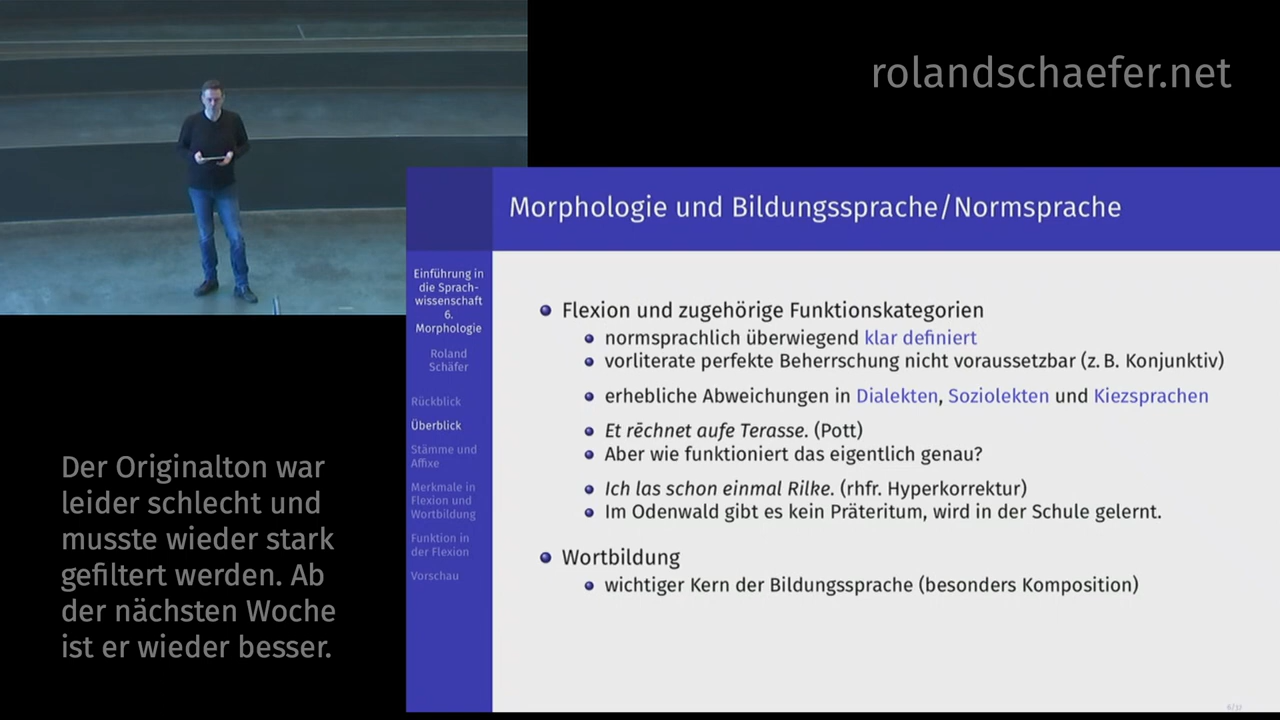 rolandschaefer.net
Morphologie und Bildungssprache/Normsprache
Einführung in
die Sprach-
wissenschaft
6.
Morphologie
Roland
Schäfer
Rückblick
Überblick
Stämme und
Affixe
Merkmale in
Flexion und
Wortbildung
Funktion in
der Flexion
Vorschau
Flexion und zugehörige Funktionskategorien
normsprachlich überwiegend klar definiert
vorliterate perfekte Beherrschung nicht voraussetzbar (z. B. Konjunktiv)
erhebliche Abweichungen in Dialekten, Soziolekten und Kiezsprachen
Et rēchnet aufe Terasse. (Pott)
Aber wie funktioniert das eigentlich genau?
Ich las schon einmal Rilke. (rhfr. Hyperkorrektur)
Im Odenwald gibt es kein Präteritum, wird in der Schule gelernt.
Wortbildung
wichtiger Kern der Bildungssprache (besonders Komposition)
Der Originalton war
leider schlecht und
musste wieder stark
gefiltert werden. Ab
der nächsten Woche
ist er wieder besser.